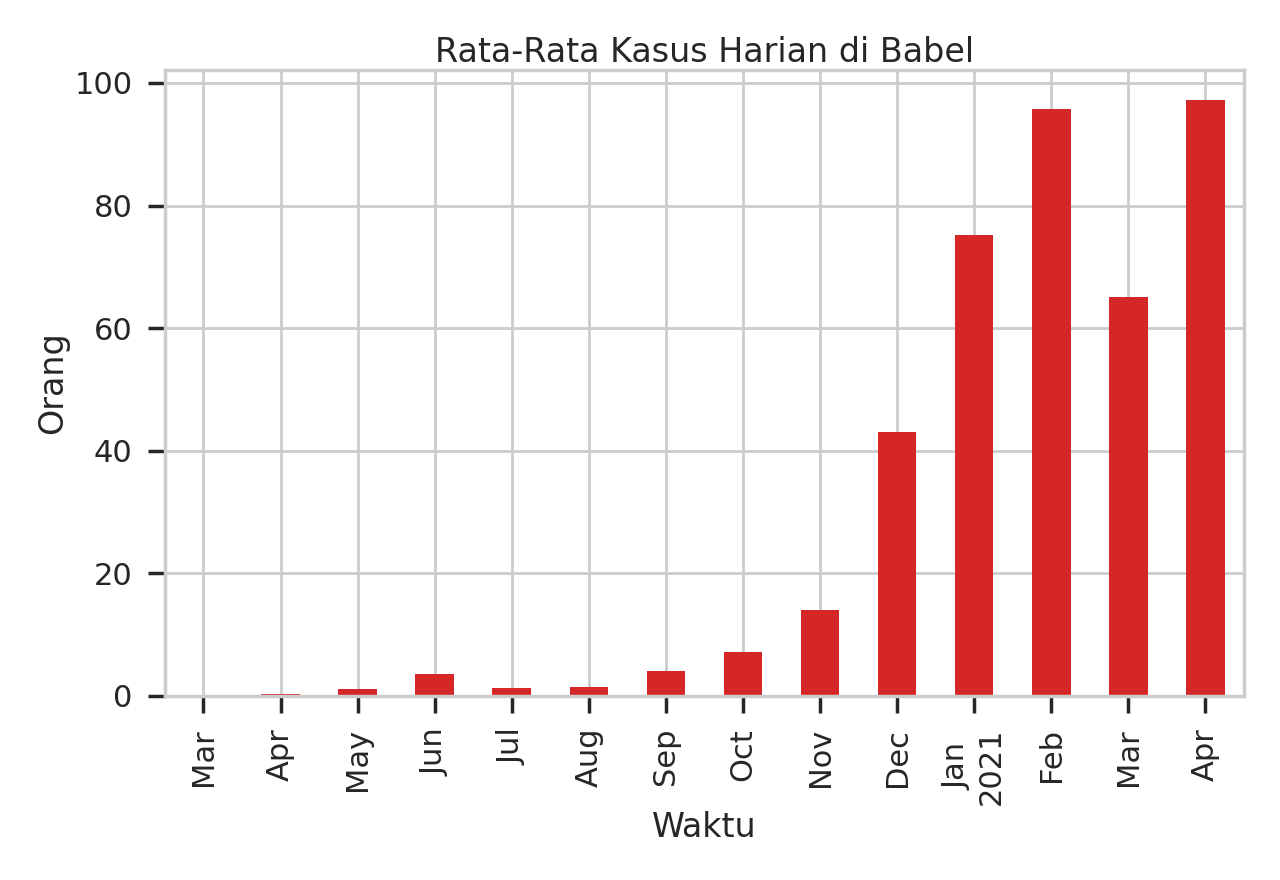 Rata-Rata Kasus Harian di Babel
100
80
60
40
20
0
Orang
Mar
Apr
May
Jun
Jul
Aug
Sep
Oct
Nov
Dec
Jan
2021
Feb
Mar
Apr
Waktu